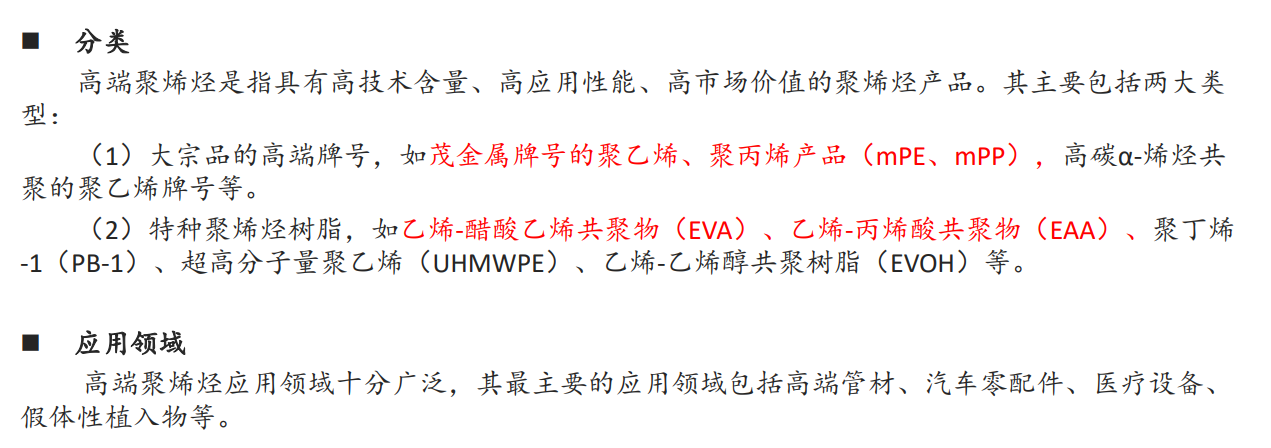 ■ 分类
高端聚烯烃是指具有高技术含量、高应用性能、高市场价值的聚烯烃产品。其主要包括两大类
型：
（1）大宗品的高端牌号，如茂金属牌号的聚乙烯、聚丙烯产品（mPE、mPP），高碳α-烯烃共
聚的聚乙烯牌号等。
（2）特种聚烯烃树脂，如乙烯-醋酸乙烯共聚物（EVA）、乙烯-丙烯酸共聚物（EAA）、聚丁烯
-1（PB-1）、超高分子量聚乙烯（UHMWPE）、乙烯-乙烯醇共聚树脂（EVOH）等。
■ 应用领域
高端聚烯烃应用领域十分广泛，其最主要的应用领域包括高端管材、汽车零配件、医疗设备、
假体性植入物等。